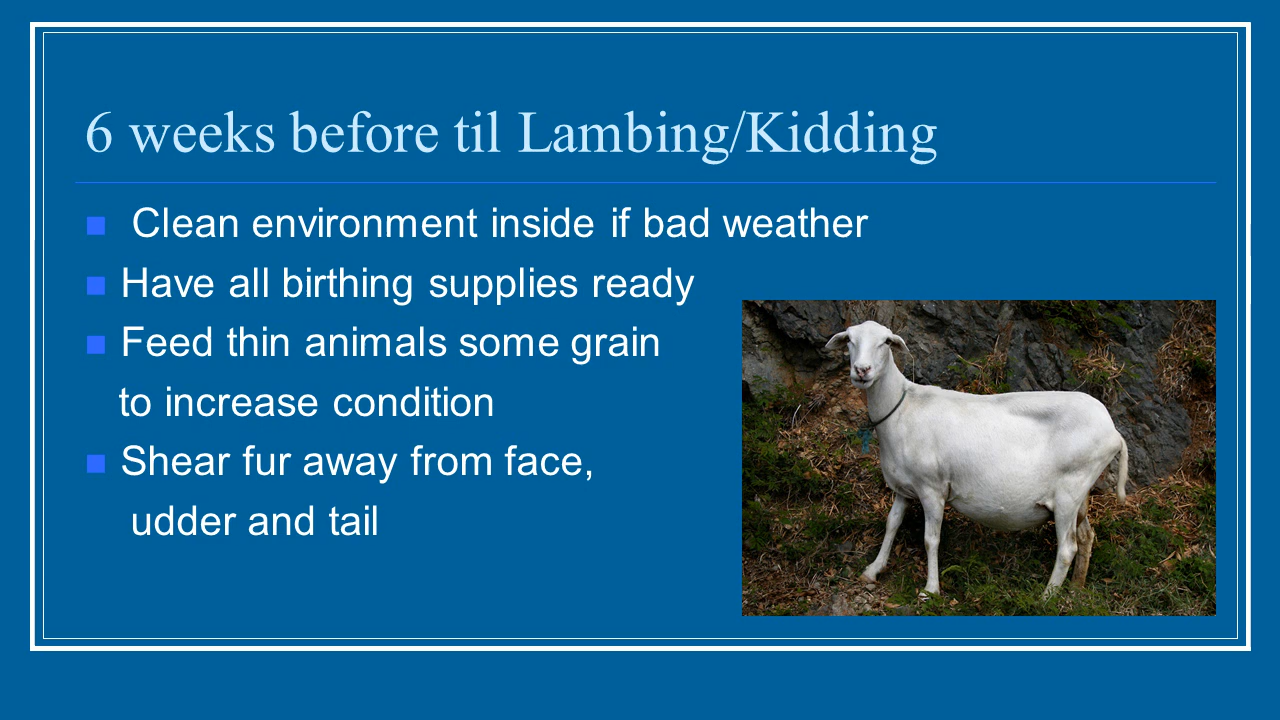 6 weeks before til Lambing/Kidding
Clean environment inside if bad weather
Have all birthing supplies ready
Feed thin animals some grain
to increase condition
Shear fur away from face,
udder and tail